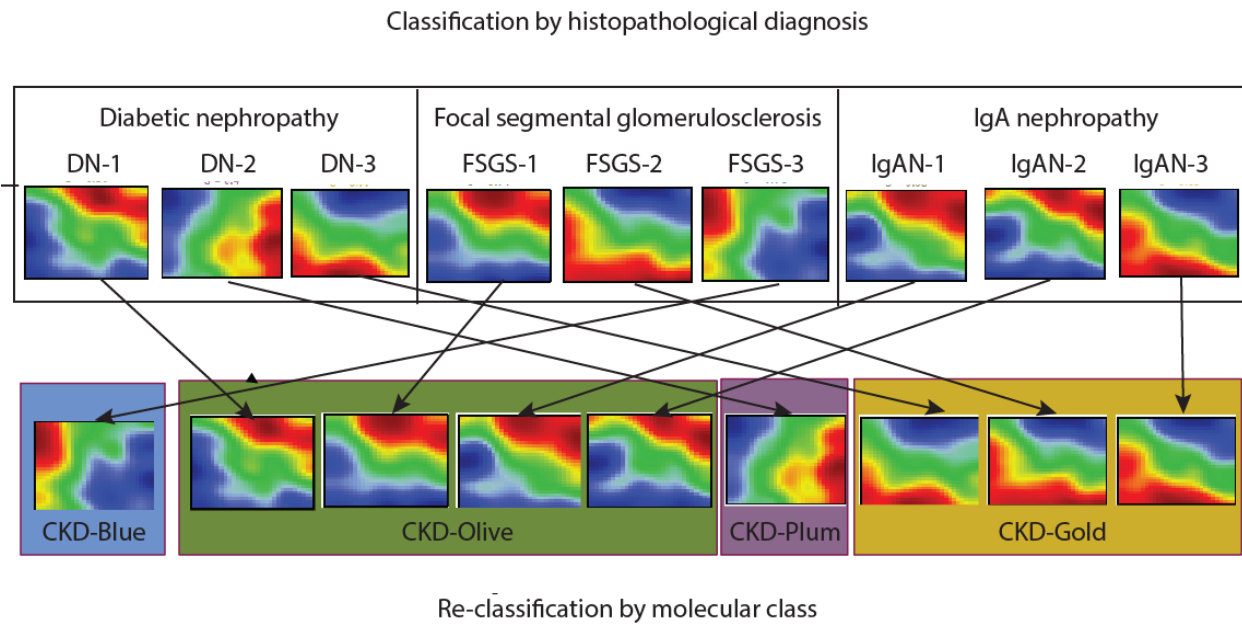 Classification by histopathological diagnosis
Diabetic nephropathy
Focal segmental glomerulosclerosis
IgA nephropathy
DN-1 DN-2 DN-3 FSGS-1 FSGS-2 FSGS-3 IgAN-1 IgAN-2 IgAN-3
CKD-Blue CKD-Olive CKD-Plum CKD-Gold
Re-classification by molecular class